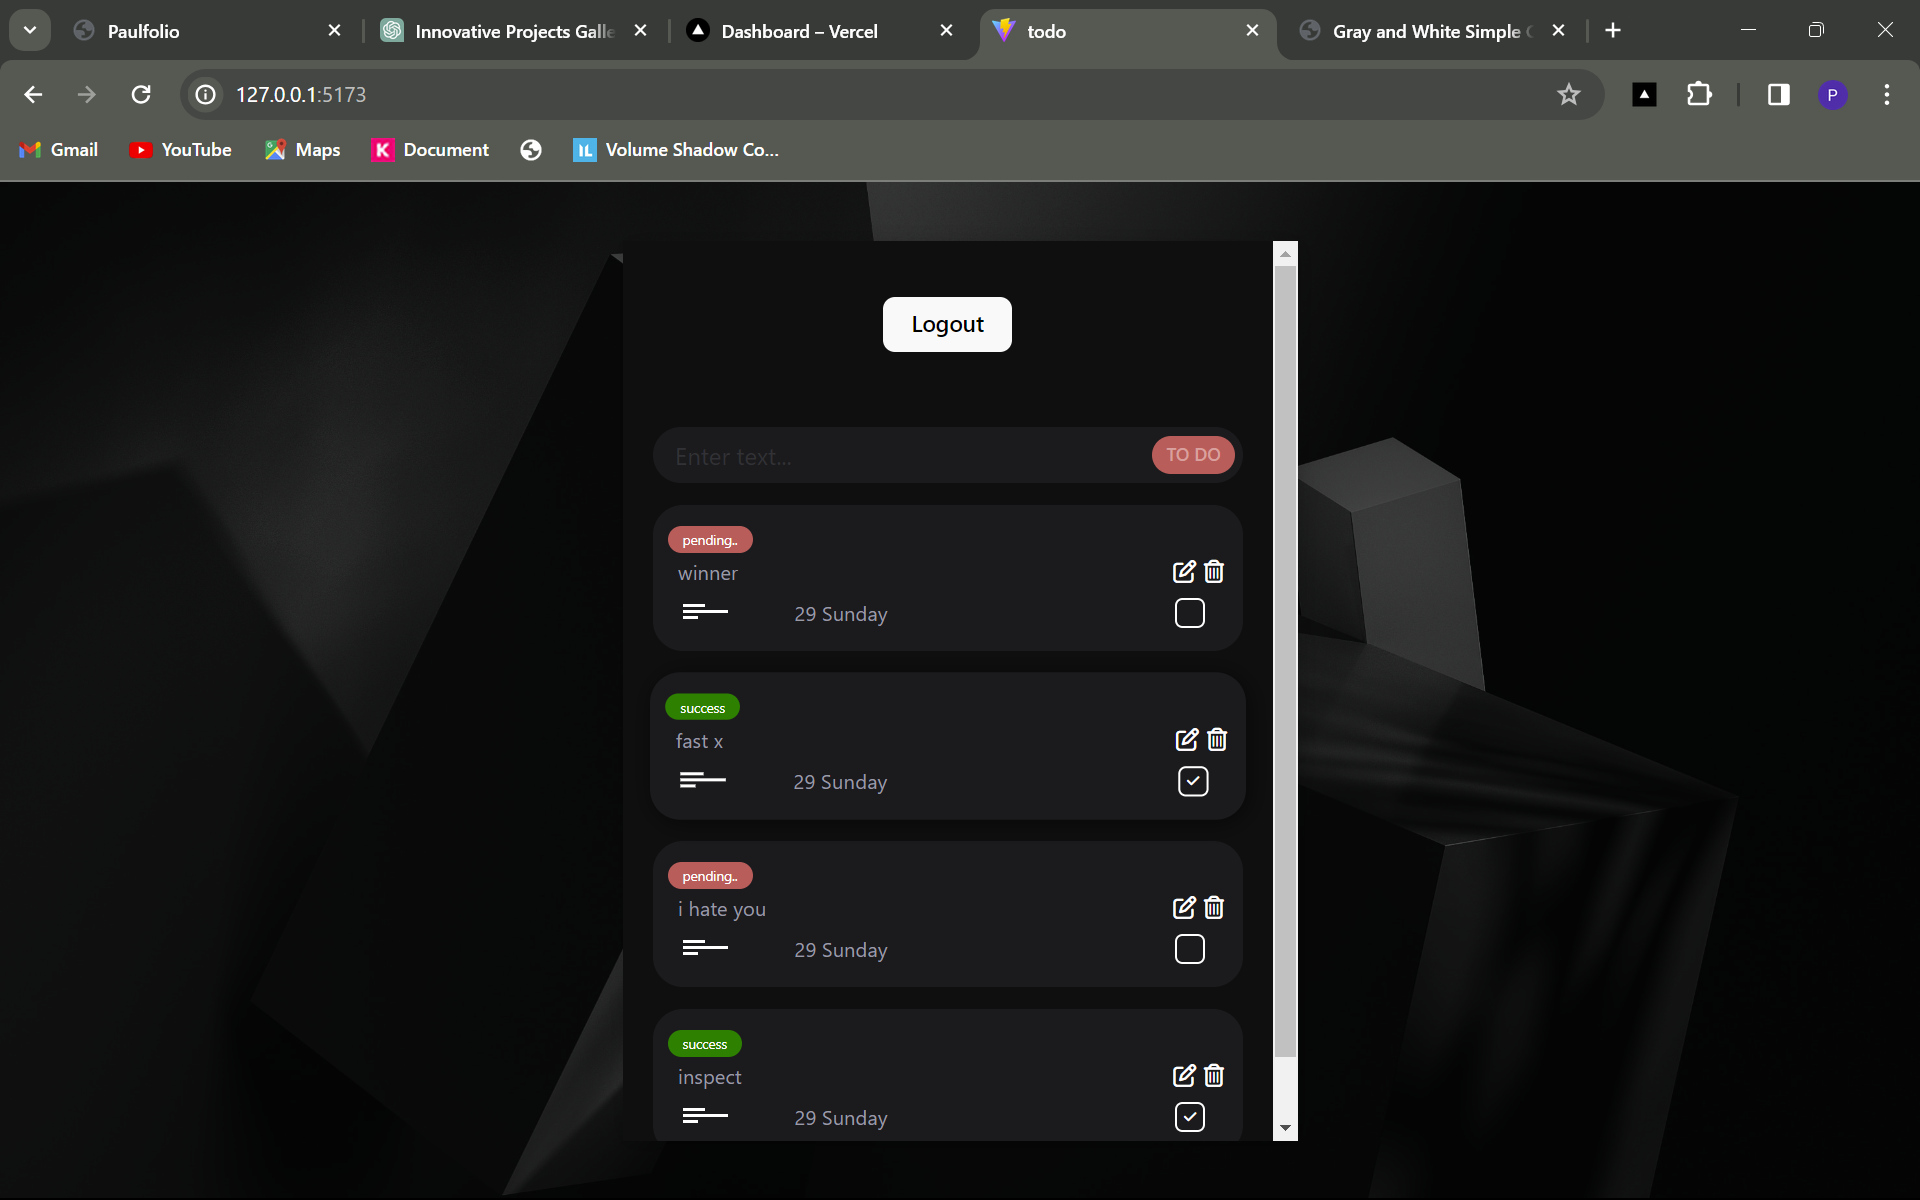 Paulfolio
Innovative Projects Galle
Dashboard – Vercel
todo
Gray and White Simple
127.0.0.1:5173
P
Gmail
YouTube
Maps
K Document
Volume Shadow Co...
Logout
Enter text...
TO DO
pending..
winner
29 Sunday
success
fast x
29 Sunday
pending..
i hate you
29 Sunday
success
inspect
29 Sunday